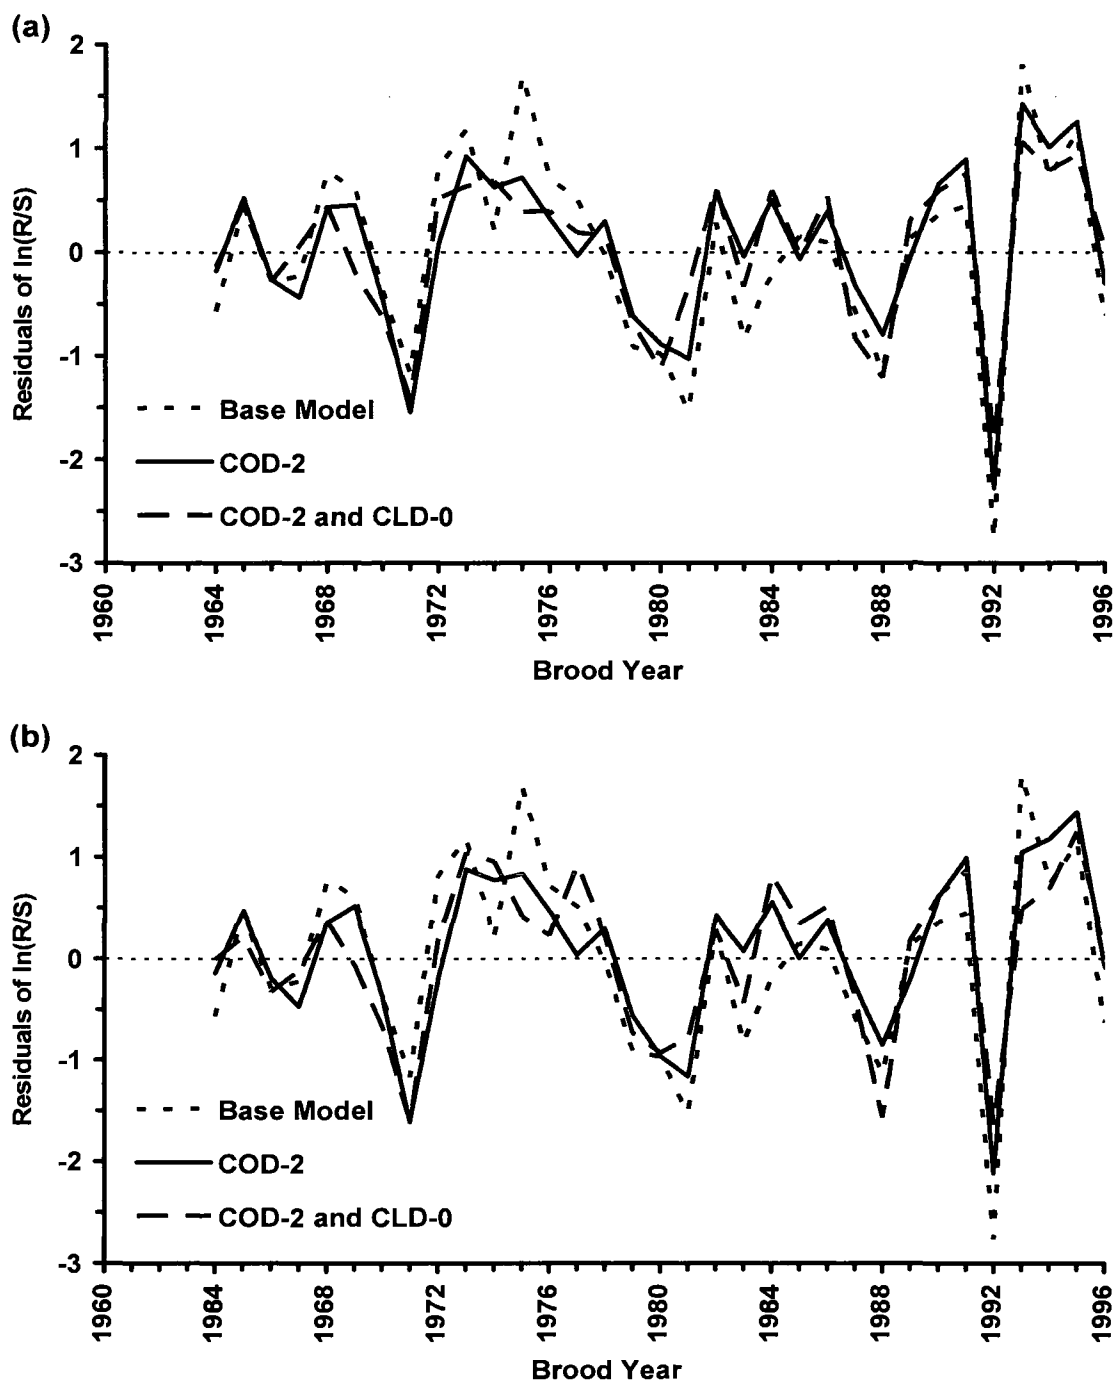 (a)
2
1
0
-1
-2
-3
Residuals of ln(R/S)
Base Model
COD-2
COD-2 and CLD-0
1960
1964
1968
1972
1976
1980
1984
1988
1992
1996
Brood Year
(b)
2
1
0
-1
-2
-3
Residuals of ln(R/S)
Base Model
COD-2
COD-2 and CLD-0
1960
1964
1968
1972
1976
1980
1984
1988
1992
1996
Brood Year